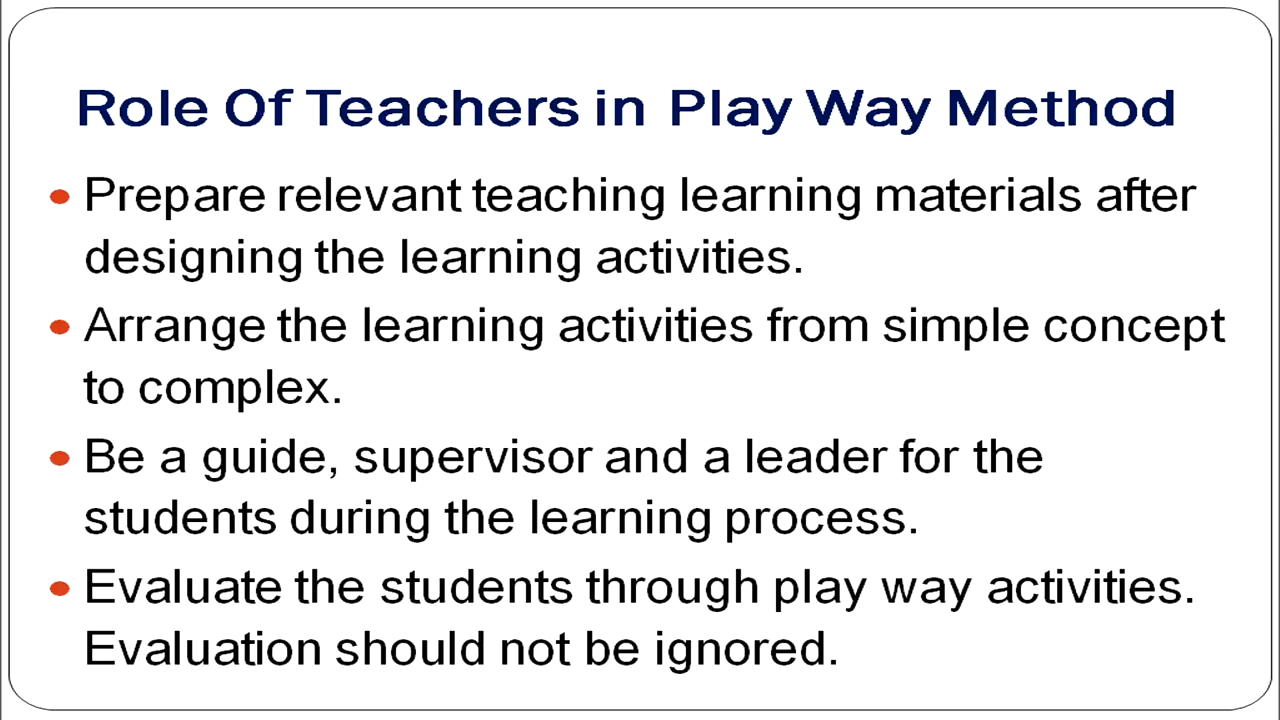 Role Of Teachers in Play Way Method
• Prepare relevant teaching learning materials after
designing the learning activities.
• Arrange the learning activities from simple concept
to complex.
• Be a guide, supervisor and a leader for the
students during the learning process.
• Evaluate the students through play way activities.
Evaluation should not be ignored.